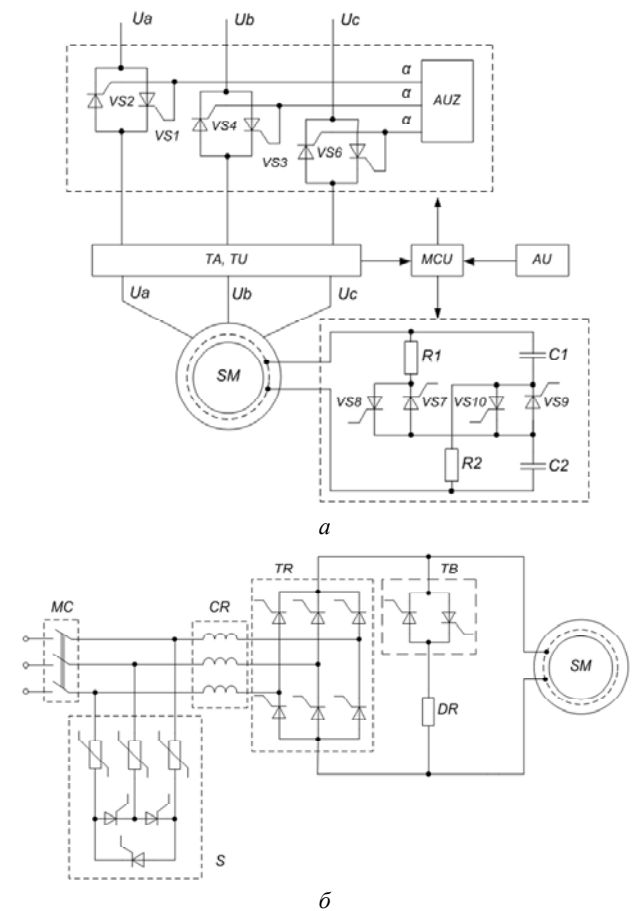 Ua Ub Uc
α
VS2 α AUZ
VS4 α
VS1 VS6
VS3
TA, TU MCU AU
Ua Ub Uc
R1 C1
SM
VS8 VS7 VS10 VS9
R2 C2
а
TR TB
MC CR
SM
DR
S
б